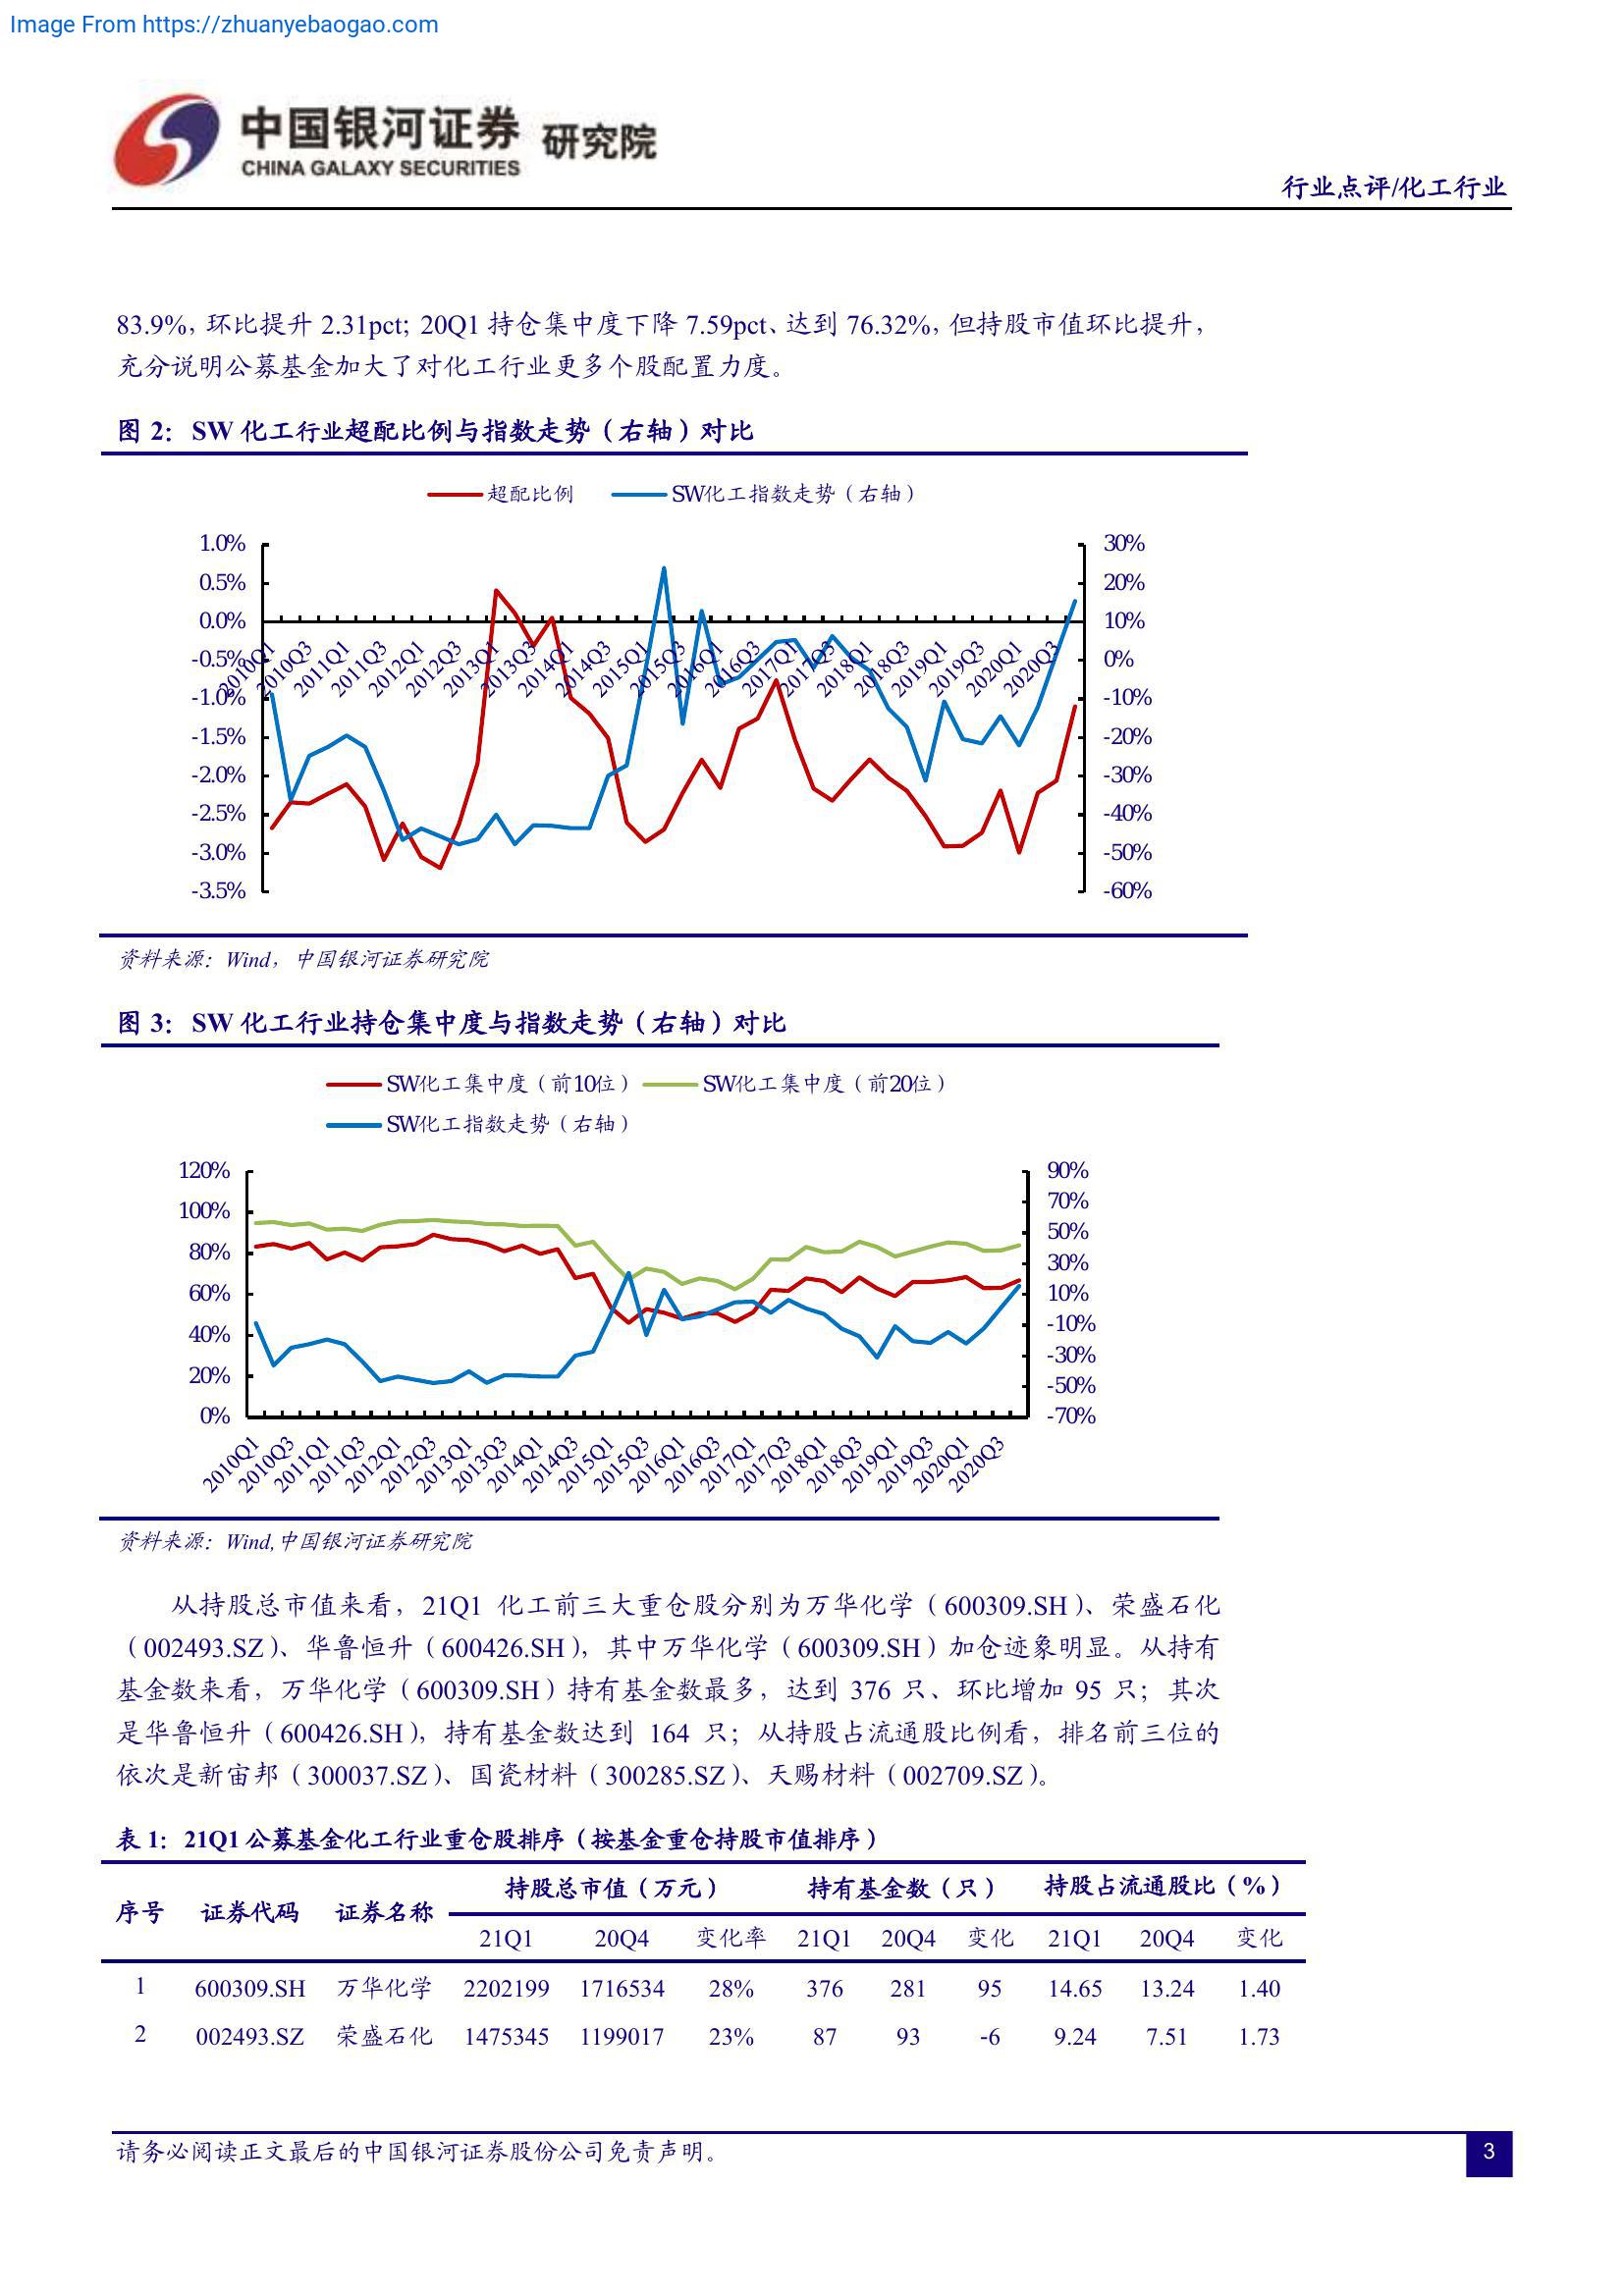 Image From https://zhuanyebaogao.com
中国银河证券 研究院
CHINA GALAXY SECURITIES
行业点评/化工行业
83.9%，环比提升 2.31pct；20Q1 持仓集中度下降 7.59pct、达到 76.32%，但持股市值环比提升，
充分说明公募基金加大了对化工行业更多个股配置力度。
图 2：SW 化工行业超配比例与指数走势（右轴）对比
超配比例 SW化工指数走势（右轴）
1.0% 30%
0.5% 20%
0.0% 10%
-0.5% 0%
-1.0% -10%
-1.5% -20%
-2.0% -30%
-2.5% -40%
-3.0% -50%
-3.5% -60%
2010Q1 2010Q3 2011Q1 2011Q3 2012Q1 2012Q3 2013Q1 2013Q3 2014Q1 2014Q3 2015Q1 2015Q3 2016Q1 2016Q3 2017Q1 2017Q3 2018Q1 2018Q3 2019Q1 2019Q3 2020Q1 2020Q3
资料来源：Wind，中国银河证券研究院
图 3：SW 化工行业持仓集中度与指数走势（右轴）对比
SW化工集中度（前10位） SW化工集中度（前20位）
SW化工指数走势（右轴）
120% 90%
100% 70%
80% 50%
60% 30%
40% 10%
20% -10%
0% -30%
-50%
-70%
2010Q1 2010Q3 2011Q1 2011Q3 2012Q1 2012Q3 2013Q1 2013Q3 2014Q1 2014Q3 2015Q1 2015Q3 2016Q1 2016Q3 2017Q1 2017Q3 2018Q1 2018Q3 2019Q1 2019Q3 2020Q1 2020Q3
资料来源：Wind,中国银河证券研究院
从持股总市值来看，21Q1 化工前三大重仓股分别为万华化学（600309.SH）、荣盛石化
（002493.SZ）、华鲁恒升（600426.SH），其中万华化学（600309.SH）加仓迹象明显。从持有
基金数来看，万华化学（600309.SH）持有基金数最多，达到 376 只、环比增加 95 只；其次
是华鲁恒升（600426.SH），持有基金数达到 164 只；从持股占流通股比例看，排名前三位的
依次是新宙邦（300037.SZ）、国瓷材料（300285.SZ）、天赐材料（002709.SZ）。
表 1：21Q1 公募基金化工行业重仓股排序（按基金重仓持股市值排序）
序号 证券代码 证券名称 持股总市值（万元） 持有基金数（只） 持股占流通股比（%）
21Q1 20Q4 变化率 21Q1 20Q4 变化 21Q1 20Q4 变化
1 600309.SH 万华化学 2202199 1716534 28% 376 281 95 14.65 13.24 1.40
2 002493.SZ 荣盛石化 1475345 1199017 23% 87 93 -6 9.24 7.51 1.73
请务必阅读正文最后的中国银河证券股份公司免责声明。 3